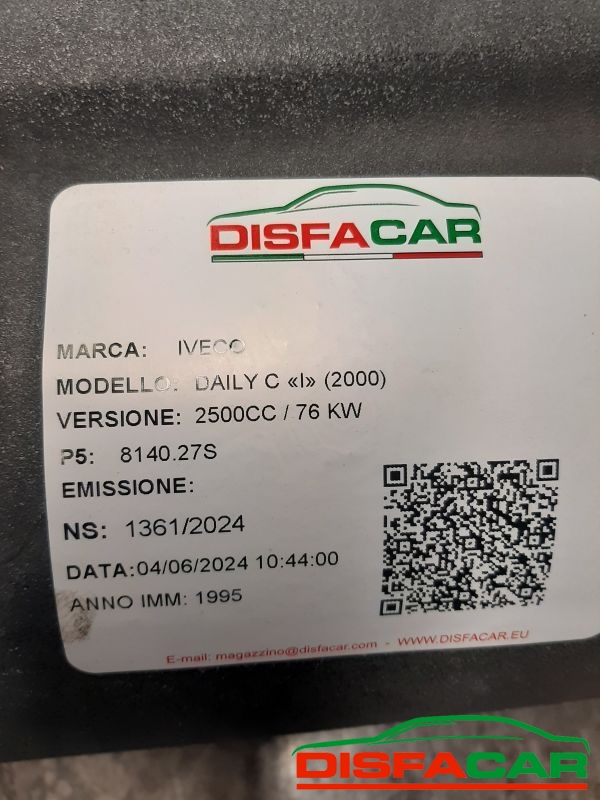 DISFACAR
MARCA: IVECO
MODELLO: DAILY C «I» (2000)
VERSIONE: 2500CC / 76 KW
P5: 8140.27S
EMISSIONE:
NS: 1361/2024
DATA:04/06/2024 10:44:00
ANNO IMM: 1995
E-mail: magazzino@disfacar.com - WWW.DISFACAR.EU
DISFACAR